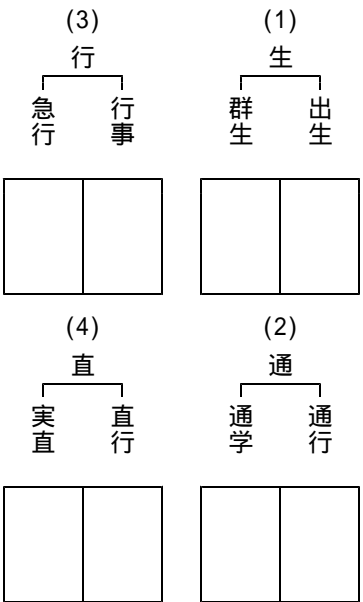 (1)
生
出生
群生
(2)
通
通行
通学
(3)
行
行事
急行
(4)
直
直行
実直